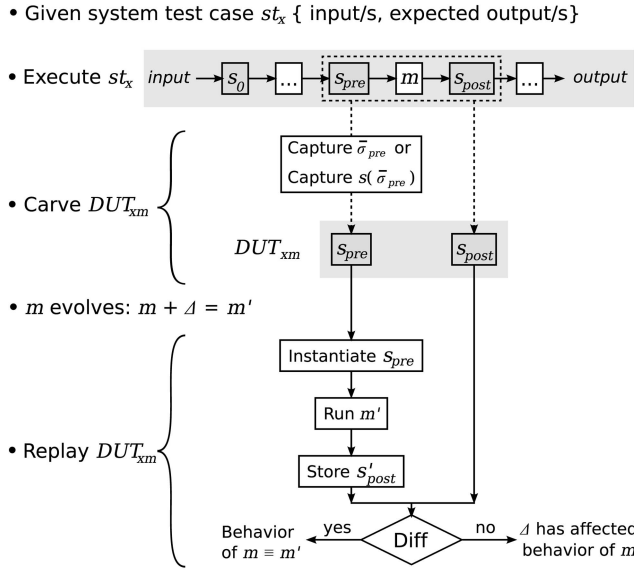 • Given system test case st_x { input/s, expected output/s}
• Execute st_x
input s_0 ... s_pre m s_post ... output
Capture σ̅_pre or
Capture s(σ̅_pre)
• Carve DUT_xm
DUT_xm s_pre s_post
• m evolves: m + Δ = m'
Instantiate s_pre
Run m'
• Replay DUT_xm
Store s'_post
Behavior
of m ≡ m'
yes
Diff
no
Δ has affected
behavior of m